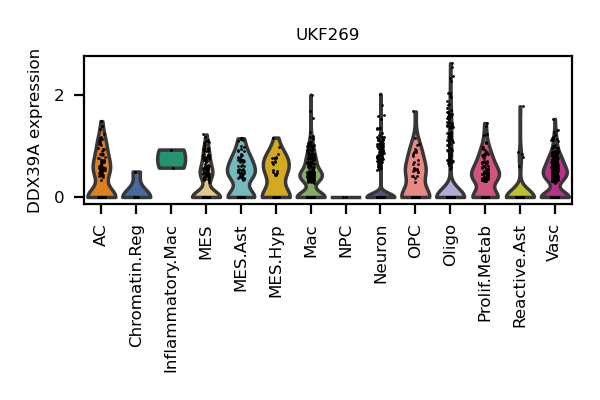 UKF269
DDX39A expression
2
0
AC
Chromatin.Reg
Inflammatory.Mac
MES
MES.Ast
MES.Hyp
Mac
NPC
Neuron
OPC
Oligo
Prolif.Metab
Reactive.Ast
Vasc